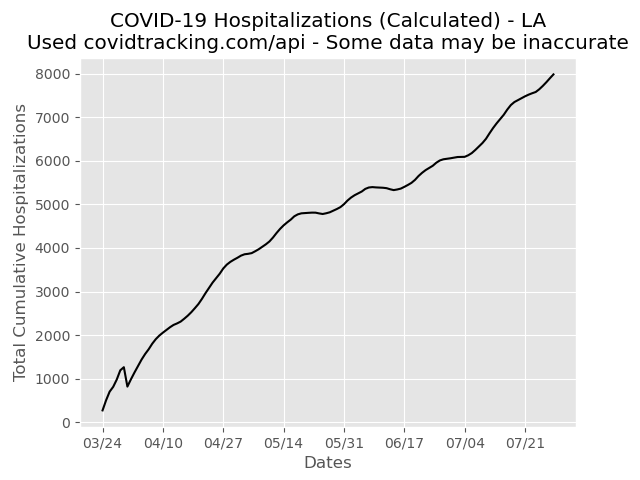 COVID-19 Hospitalizations (Calculated) - LA
Used covidtracking.com/api - Some data may be inaccurate
Total Cumulative Hospitalizations
8000
7000
6000
5000
4000
3000
2000
1000
0
03/24 04/10 04/27 05/14 05/31 06/17 07/04 07/21
Dates